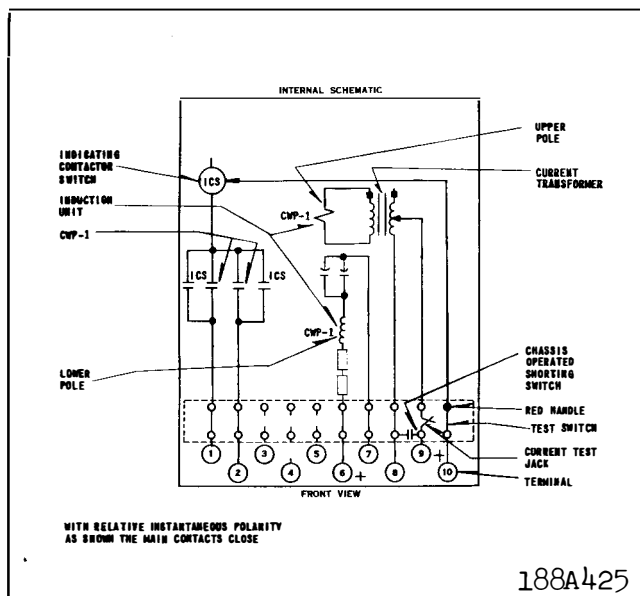 INTERNAL SCHEMATIC
UPPER
POLE
INDICATING
CONTACTOR
SWITCH
ICS
CURRENT
TRANSFORMER
INDUCTION
UNIT
CWP-1
CWP-1
ICS
ICS
CWP-1
LOWER
POLE
CHASSIS
OPERATED
SHORTING
SWITCH
RED HANDLE
TEST SWITCH
CURRENT TEST
JACK
TERMINAL
1
2
3
4
5
6 +
7
8
9 +
10
FRONT VIEW
WITH RELATIVE INSTANTANEOUS POLARITY
AS SHOWN THE MAIN CONTACTS CLOSE
188A425